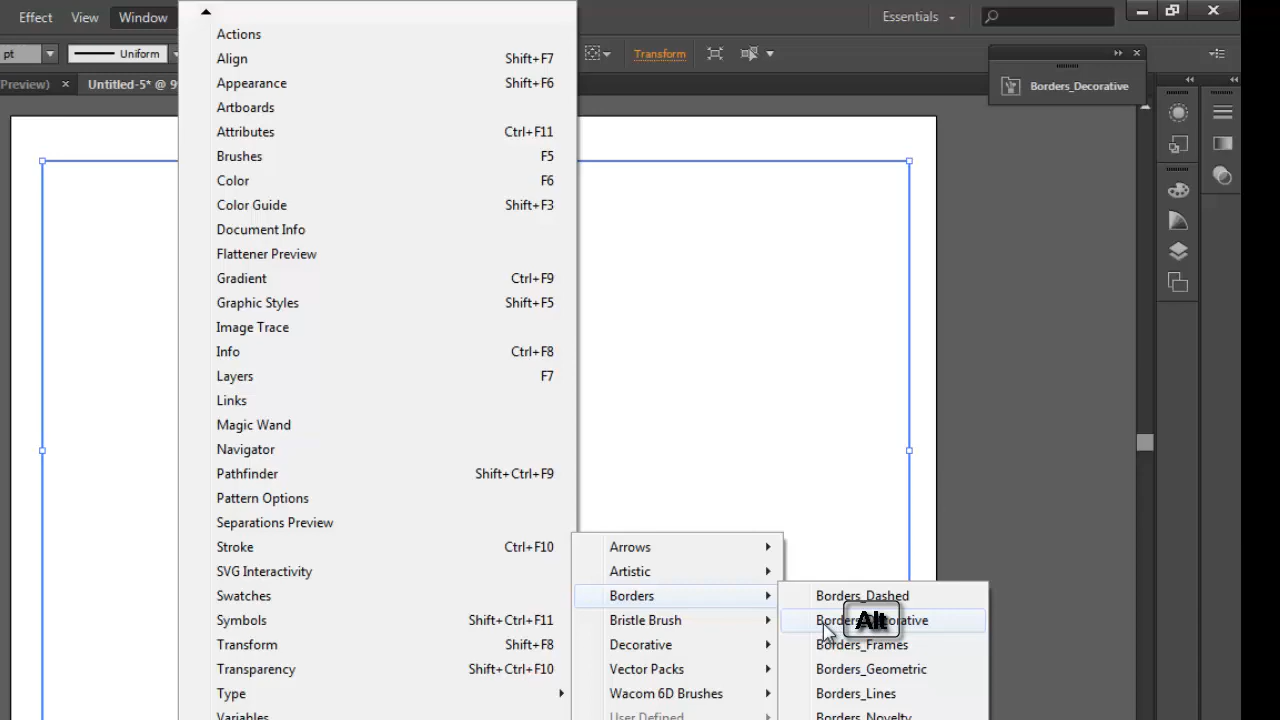 Effect View Window Essentials
pt Uniform Transform
Preview) × Untitled-5* @ 9
Borders_Decorative
Actions
Align Shift+F7
Appearance Shift+F6
Artboards
Attributes Ctrl+F11
Brushes F5
Color F6
Color Guide Shift+F3
Document Info
Flattener Preview
Gradient Ctrl+F9
Graphic Styles Shift+F5
Image Trace
Info Ctrl+F8
Layers F7
Links
Magic Wand
Navigator
Pathfinder Shift+Ctrl+F9
Pattern Options
Separations Preview
Stroke Ctrl+F10
SVG Interactivity
Swatches
Symbols Shift+Ctrl+F11
Transform Shift+F8
Transparency Shift+Ctrl+F10
Type
Variables
Arrows
Artistic
Borders
Bristle Brush
Decorative
Vector Packs
Wacom 6D Brushes
User Defined
Borders_Dashed
Borders_Decorative
Alt
Borders_Frames
Borders_Geometric
Borders_Lines
Borders_Novelty